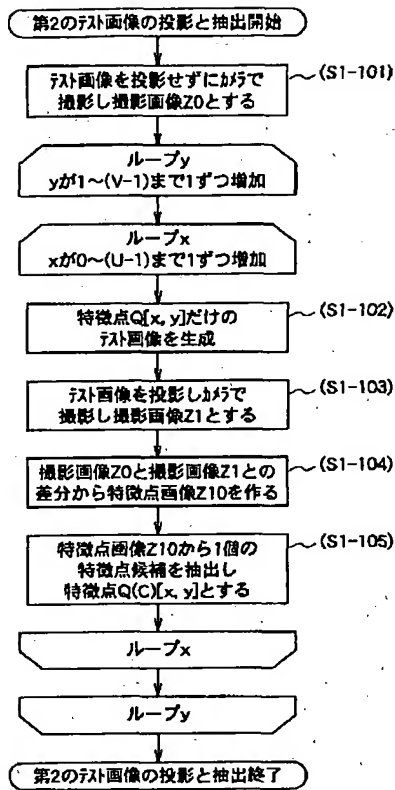 第2のテスト画像の投影と抽出開始
テスト画像を投影せずにカメラで
撮影し撮影画像Z0とする
(S1-101)
ループy
yが1～(V-1)まで1ずつ増加
ループx
xが0～(U-1)まで1ずつ増加
特徴点Q[x, y]だけの
テスト画像を生成
(S1-102)
テスト画像を投影しカメラで
撮影し撮影画像Z1とする
(S1-103)
撮影画像Z0と撮影画像Z1との
差分から特徴点画像Z10を作る
(S1-104)
特徴点画像Z10から1個の
特徴点候補を抽出し
特徴点Q(C)[x, y]とする
(S1-105)
ループx
ループy
第2のテスト画像の投影と抽出終了